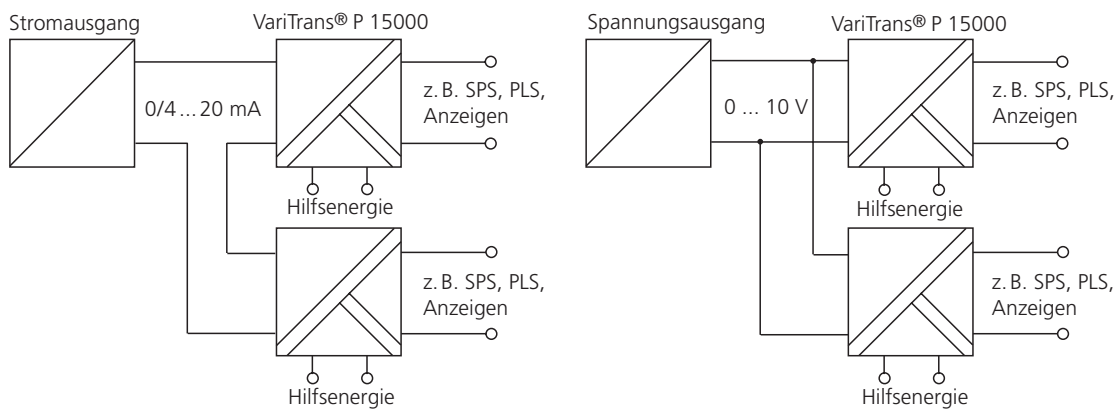 Stromausgang
VariTrans® P 15000
0/4 ... 20 mA
z. B. SPS, PLS,
Anzeigen
Hilfsenergie
z. B. SPS, PLS,
Anzeigen
Hilfsenergie
Spannungsausgang
VariTrans® P 15000
0 ... 10 V
z. B. SPS, PLS,
Anzeigen
Hilfsenergie
z. B. SPS, PLS,
Anzeigen
Hilfsenergie